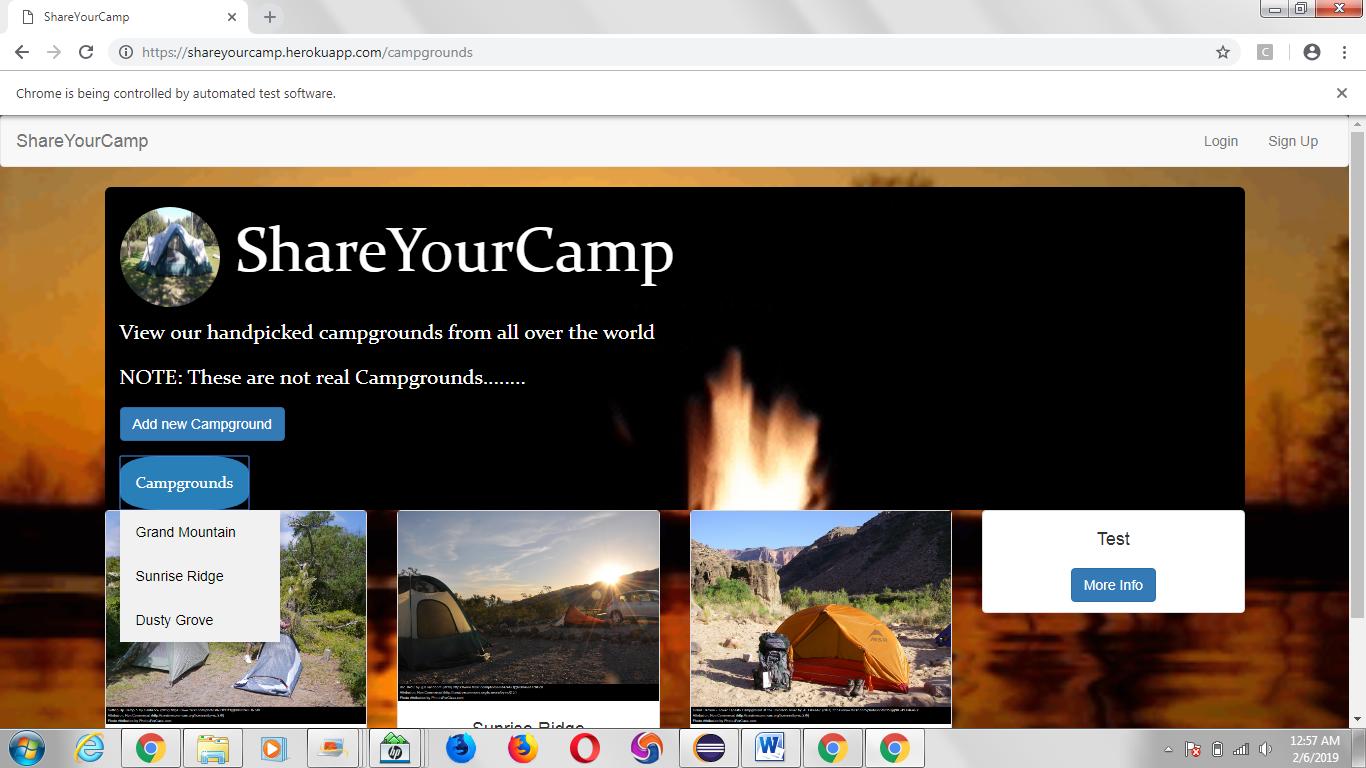 ShareYourCamp
https://shareyourcamp.herokuapp.com/campgrounds
C
Chrome is being controlled by automated test software.
ShareYourCamp
Login
Sign Up
ShareYourCamp
View our handpicked campgrounds from all over the world
NOTE: These are not real Campgrounds........
Add new Campground
Campgrounds
Grand Mountain
Sunrise Ridge
Dusty Grove
Test
More Info
Sunrise Ridge
12:57 AM
2/6/2019